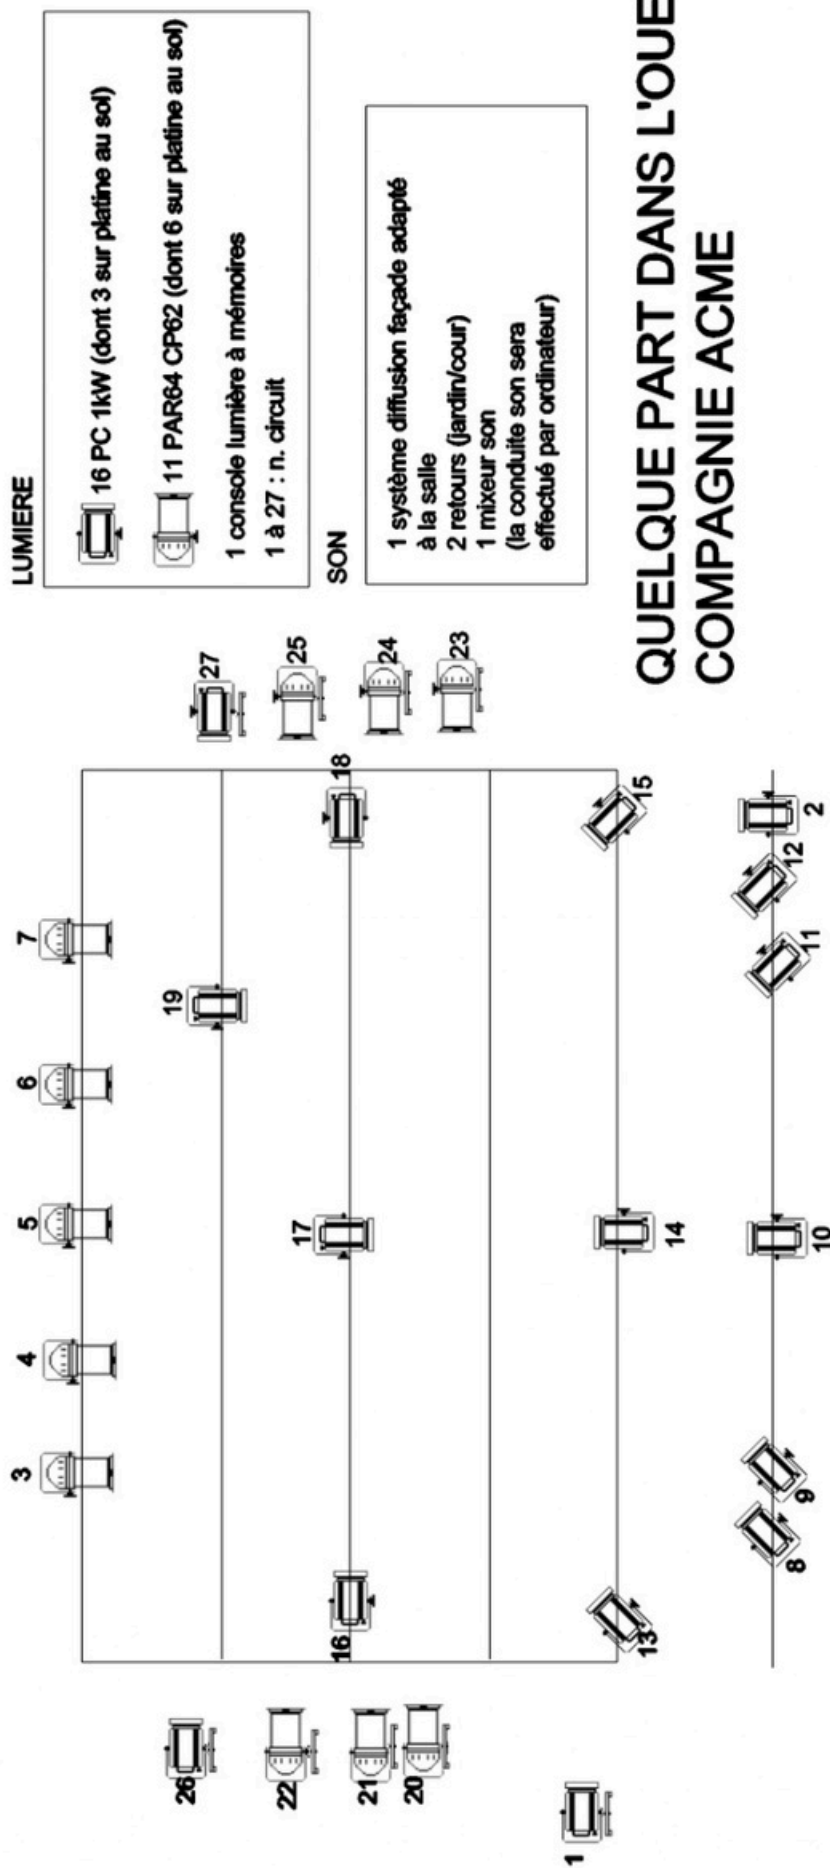 3
4
5
6
7
19
26
22
21
20
1
16
17
18
27
25
24
23
13
14
15
8
9
10
11
12
2
LUMIERE
16 PC 1kW (dont 3 sur platine au sol)
11 PAR64 CP62 (dont 6 sur platine au sol)
1 console lumière à mémoires
1 à 27 : n. circuit
SON
1 système diffusion façade adapté
à la salle
2 retours (jardin/cour)
1 mixeur son
(la conduite son sera
effectué par ordinateur)
QUELQUE PART DANS L'OUE
COMPAGNIE ACME